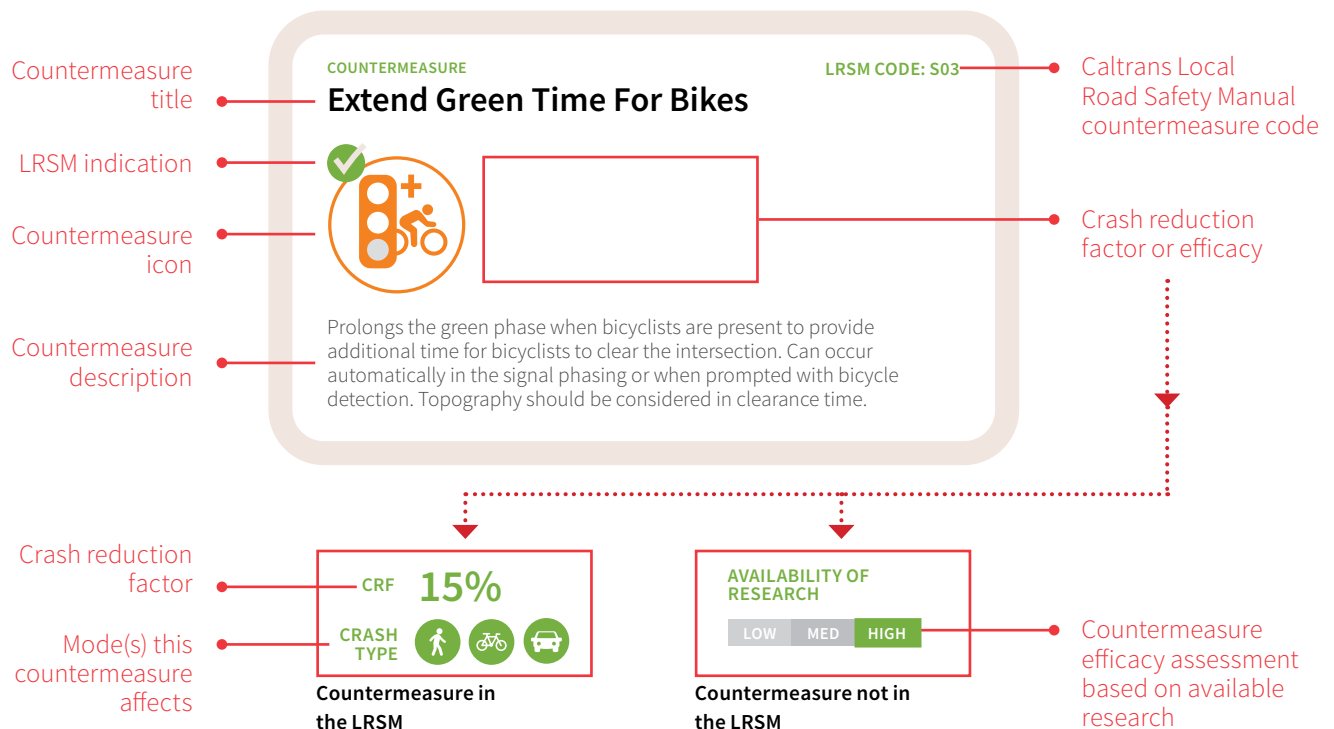 Countermeasure
title
LRSM indication
Countermeasure
icon
Countermeasure
description
COUNTERMEASURE
LRSM CODE: S03
Extend Green Time For Bikes
Prolongs the green phase when bicyclists are present to provide
additional time for bicyclists to clear the intersection. Can occur
automatically in the signal phasing or when prompted with bicycle
detection. Topography should be considered in clearance time.
Caltrans Local
Road Safety Manual
countermeasure code
Crash reduction
factor or efficacy
Crash reduction
factor
Mode(s) this
countermeasure
affects
CRF 15%
CRASH
TYPE
Countermeasure in
the LRSM
AVAILABILITY OF
RESEARCH
LOW MED HIGH
Countermeasure not in
the LRSM
Countermeasure
efficacy assessment
based on available
research